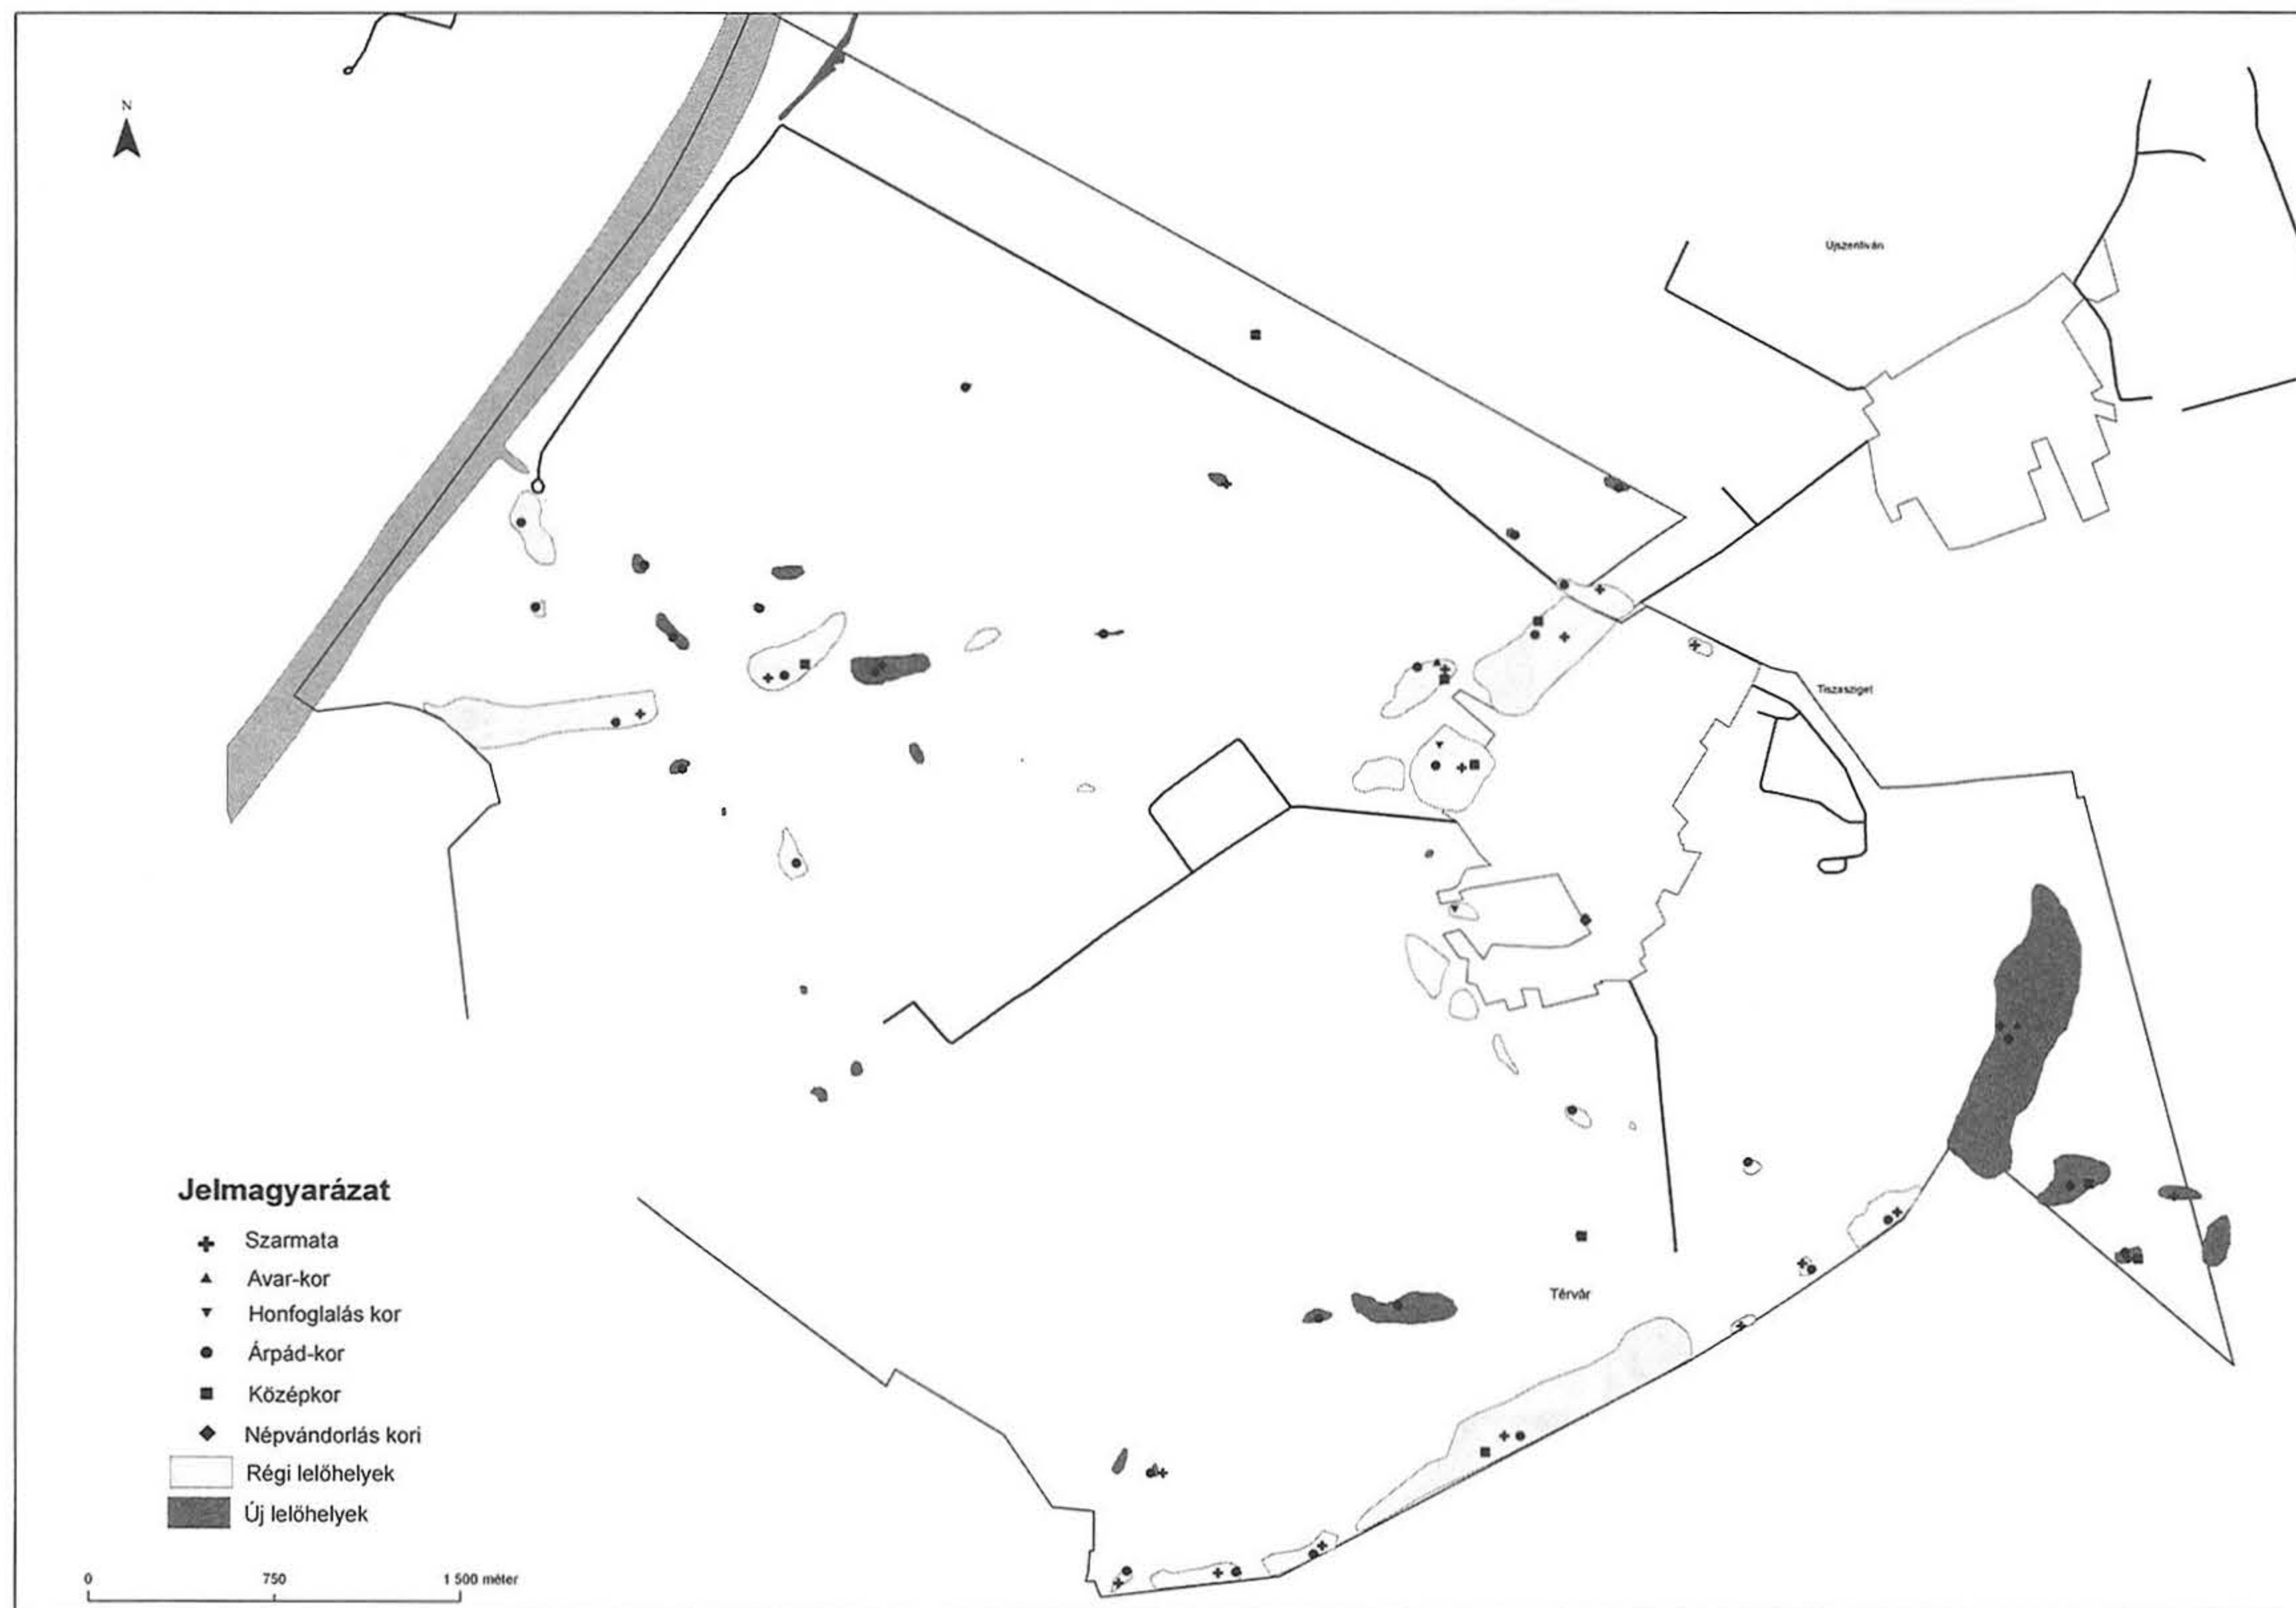 N
Újszentiván
Tiszasziget
Térvár
Jelmagyarázat
Szarmata
Avar-kor
Honfoglalás kor
Árpád-kor
Középkor
Népvándorlás kori
Régi lelőhelyek
Új lelőhelyek
0 750 1 500 méter